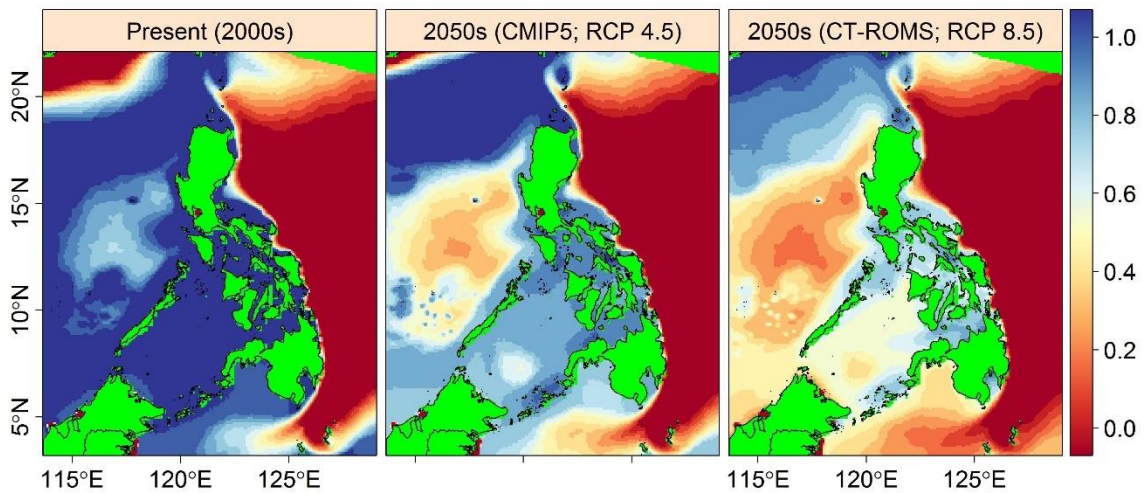 Present (2000s) 2050s (CMIP5; RCP 4.5) 2050s (CT-ROMS; RCP 8.5)
1.0
20°N
0.8
15°N
0.6
0.4
10°N
0.2
5°N
0.0
115°E 120°E 125°E 115°E 120°E 125°E